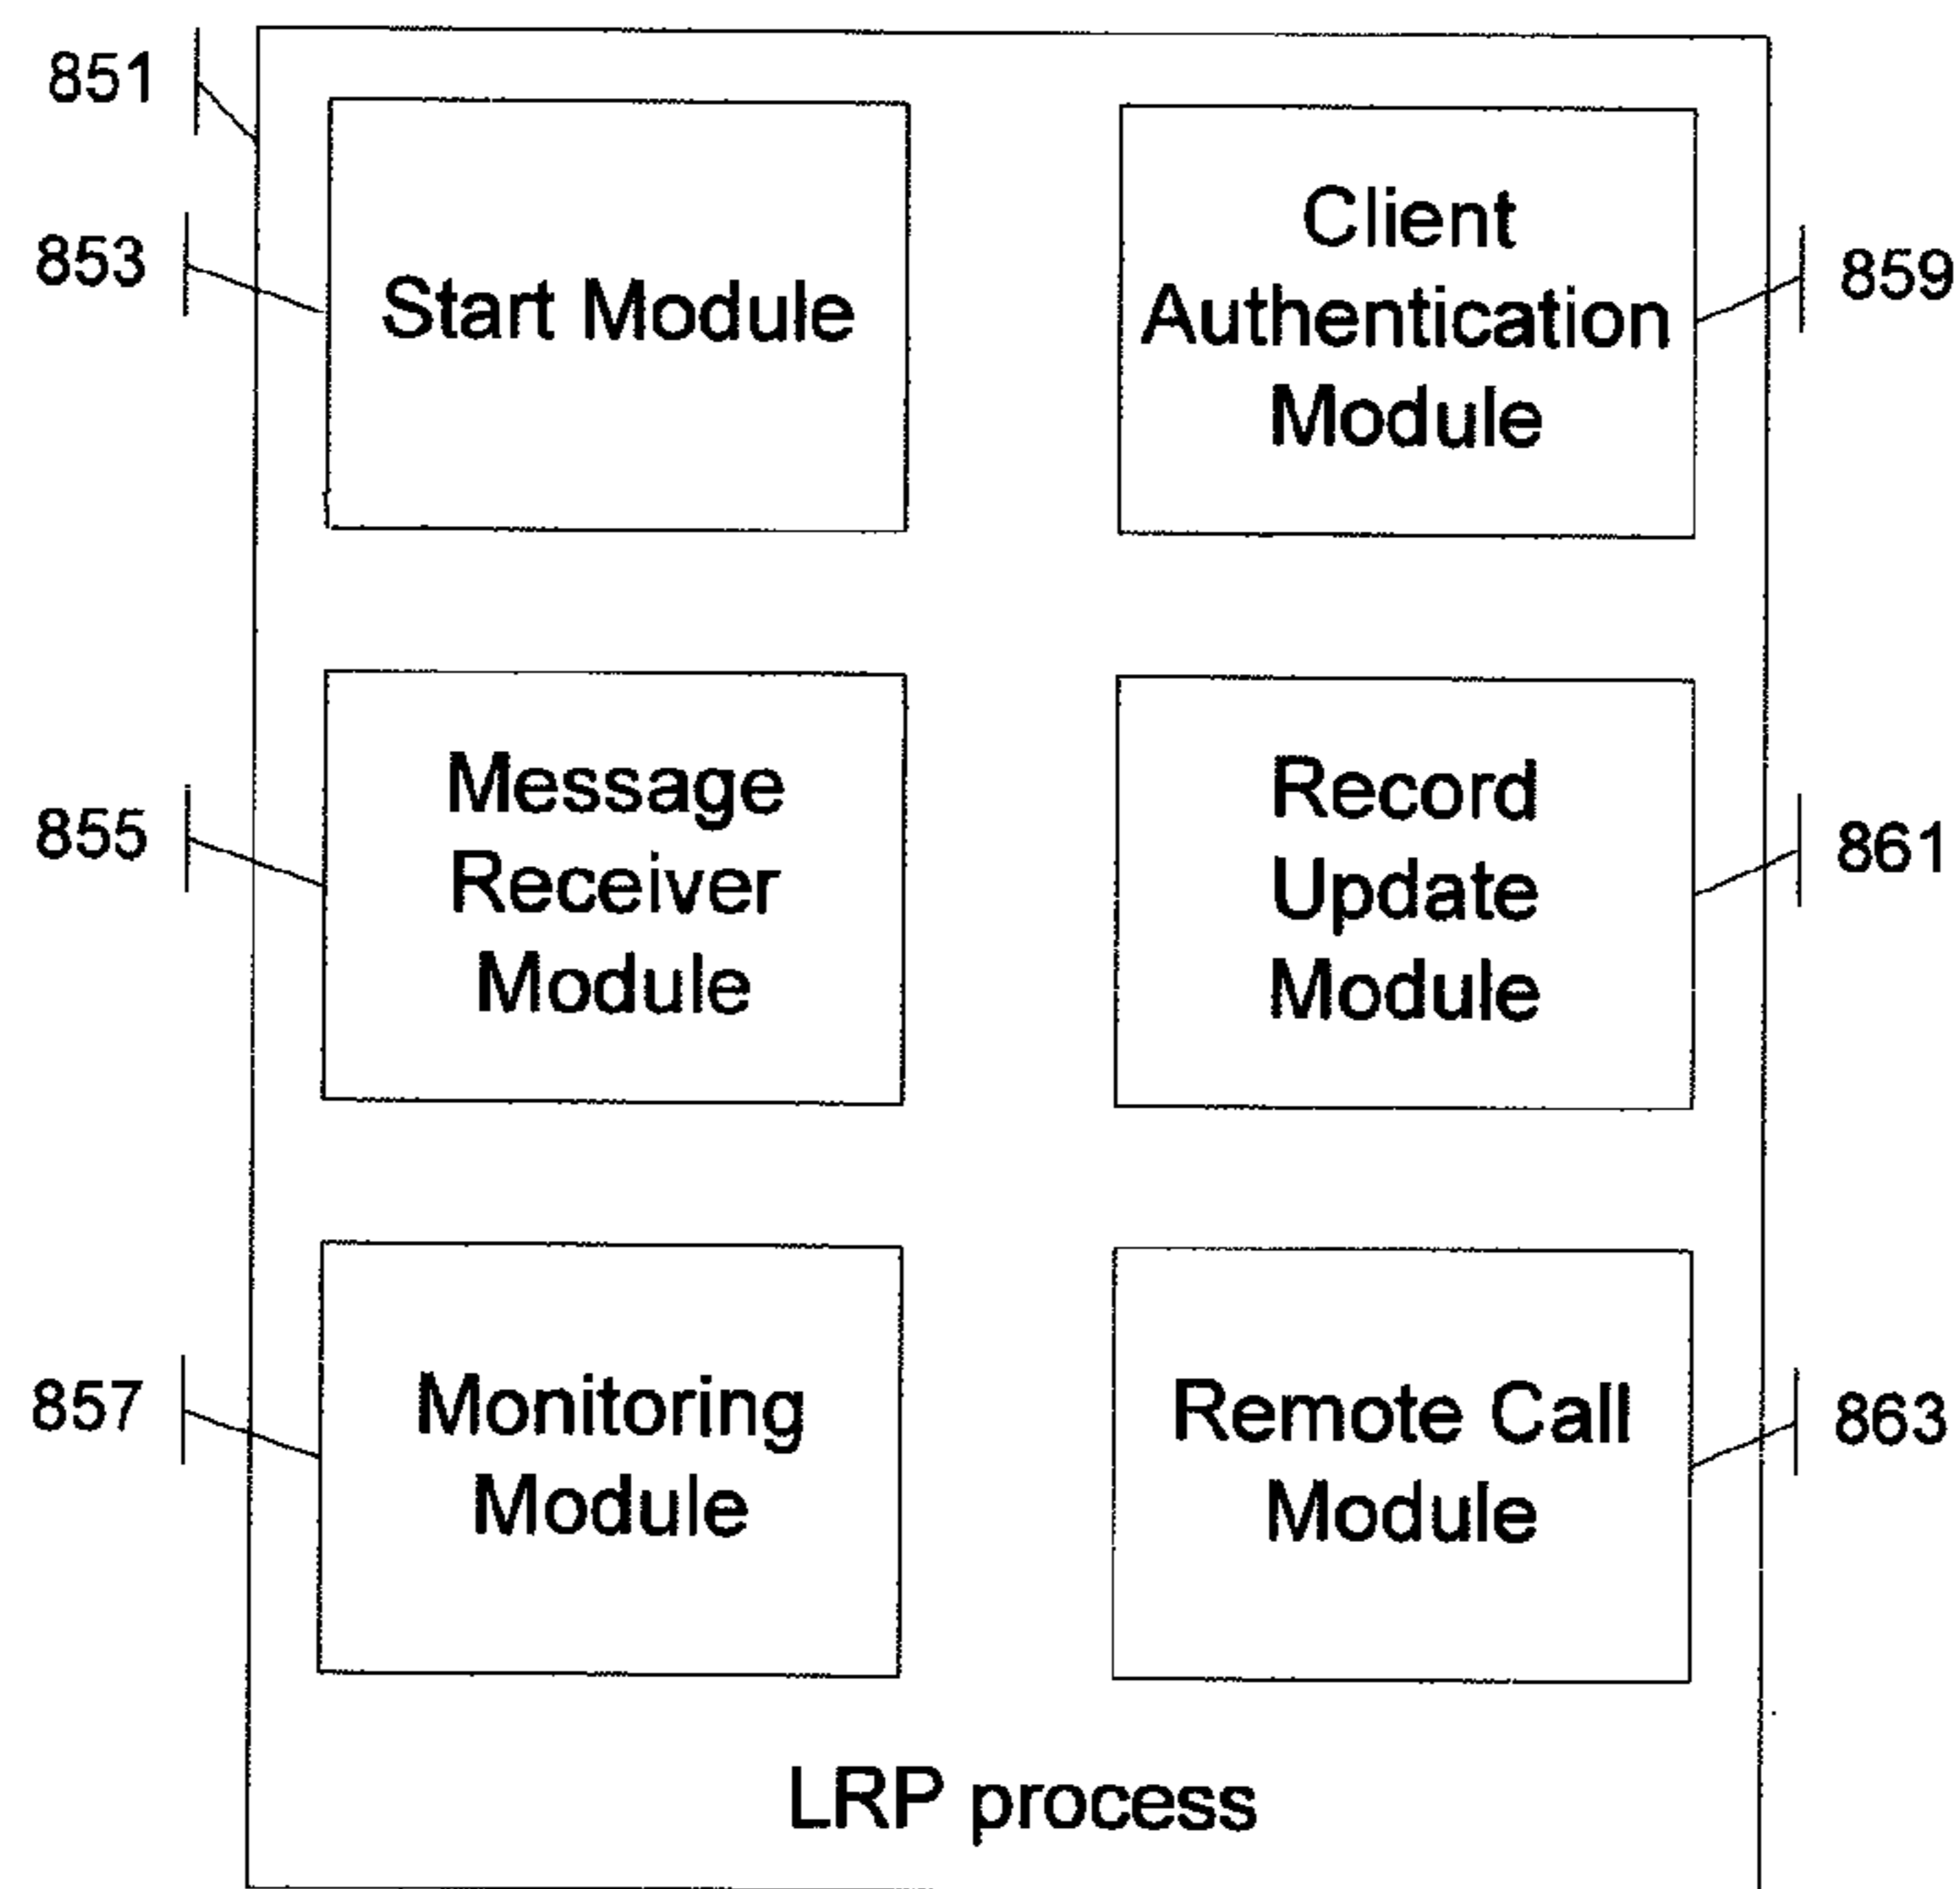 851
853
Start Module
Client
Authentication
Module
859
855
Message
Receiver
Module
Record
Update
Module
861
857
Monitoring
Module
Remote Call
Module
863
LRP process